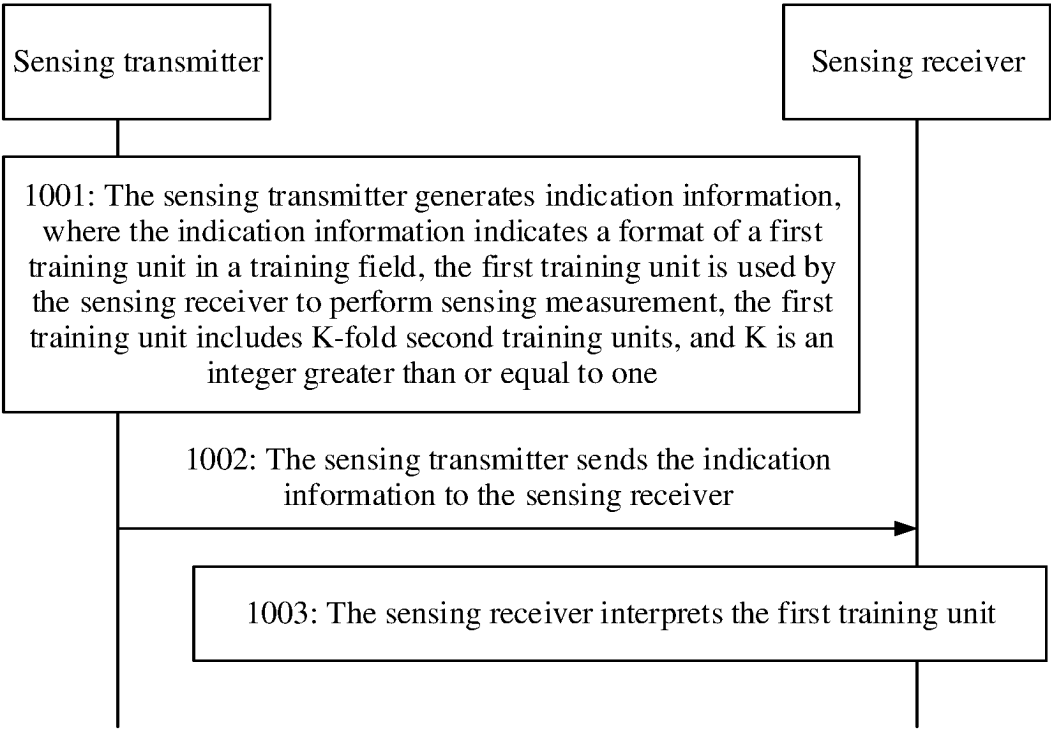 Sensing transmitter
Sensing receiver
1001: The sensing transmitter generates indication information,
where the indication information indicates a format of a first
training unit in a training field, the first training unit is used by
the sensing receiver to perform sensing measurement, the first
training unit includes K-fold second training units, and K is an
integer greater than or equal to one
1002: The sensing transmitter sends the indication
information to the sensing receiver
1003: The sensing receiver interprets the first training unit